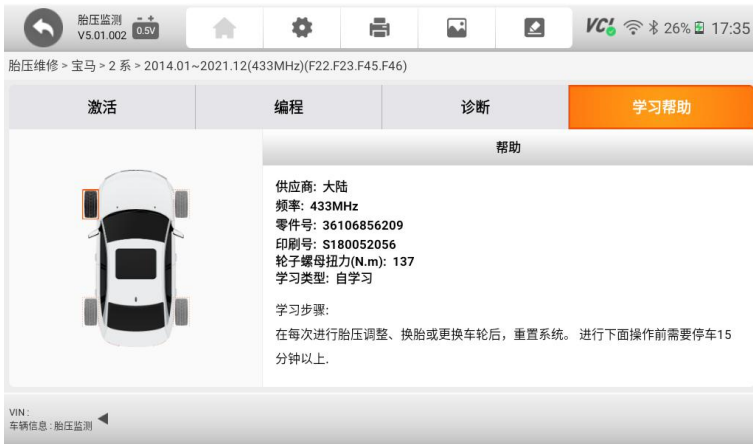 胎压监测
V5.01.002
- +
0.5V
VCI
26%
17:35
胎压维修 > 宝马 > 2 系 > 2014.01~2021.12(433MHz)(F22.F23.F45.F46)
激活
编程
诊断
学习帮助
帮助
供应商: 大陆
频率: 433MHz
零件号: 36106856209
印刷号: S180052056
轮子螺母扭力(N.m): 137
学习类型: 自学习
学习步骤:
在每次进行胎压调整、换胎或更换车轮后，重置系统。 进行下面操作前需要停车15
分钟以上.
VIN :
车辆信息 : 胎压监测